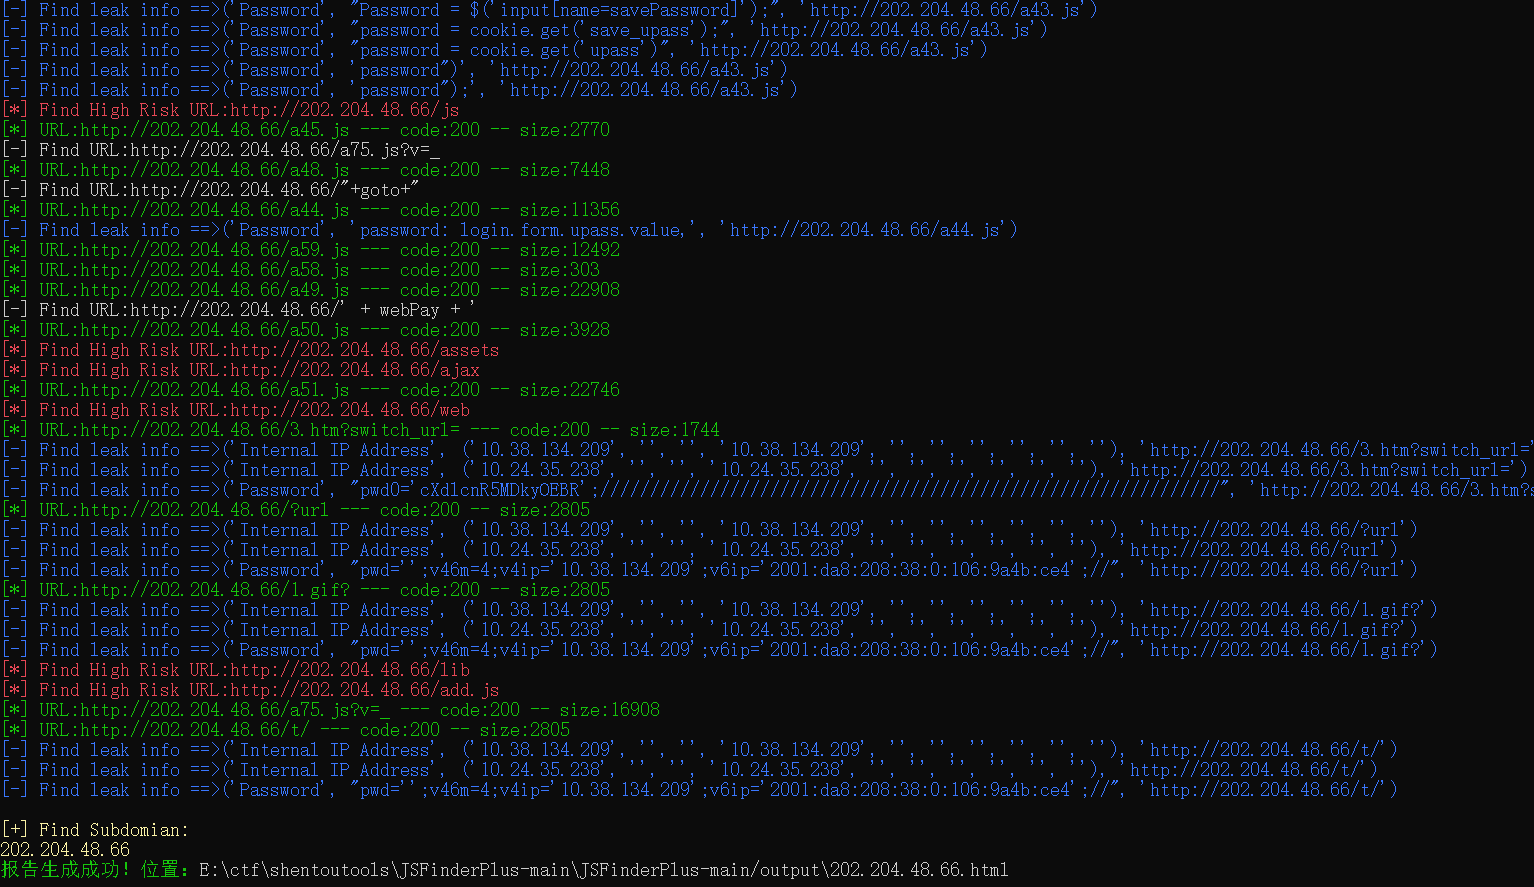 [-] Find leak info ==>('Password', "Password = $('input[name=savePassword]');", 'http://202.204.48.66/a43.js')
[-] Find leak info ==>('Password', "password = cookie.get('save_upass');", 'http://202.204.48.66/a43.js')
[-] Find leak info ==>('Password', "password = cookie.get('upass')", 'http://202.204.48.66/a43.js')
[-] Find leak info ==>('Password', 'password")', 'http://202.204.48.66/a43.js')
[-] Find leak info ==>('Password', 'password");', 'http://202.204.48.66/a43.js')
[*] Find High Risk URL:http://202.204.48.66/js
[*] URL:http://202.204.48.66/a45.js --- code:200 -- size:2770
[-] Find URL:http://202.204.48.66/a75.js?v=_
[*] URL:http://202.204.48.66/a48.js --- code:200 -- size:7448
[-] Find URL:http://202.204.48.66/"+goto+"
[*] URL:http://202.204.48.66/a44.js --- code:200 -- size:11356
[-] Find leak info ==>('Password', 'password: login.form.upass.value,', 'http://202.204.48.66/a44.js')
[*] URL:http://202.204.48.66/a59.js --- code:200 -- size:12492
[*] URL:http://202.204.48.66/a58.js --- code:200 -- size:303
[*] URL:http://202.204.48.66/a49.js --- code:200 -- size:22908
[-] Find URL:http://202.204.48.66/' + webPay + '
[*] URL:http://202.204.48.66/a50.js --- code:200 -- size:3928
[*] Find High Risk URL:http://202.204.48.66/assets
[*] Find High Risk URL:http://202.204.48.66/ajax
[*] URL:http://202.204.48.66/a51.js --- code:200 -- size:22746
[*] Find High Risk URL:http://202.204.48.66/web
[*] URL:http://202.204.48.66/3.htm?switch_url= --- code:200 -- size:1744
[-] Find leak info ==>('Internal IP Address', ('10.38.134.209', '', '', '10.38.134.209', '', '', '', '', '', ''), 'http://202.204.48.66/3.htm?switch_url='
[-] Find leak info ==>('Internal IP Address', ('10.24.35.238', '', '', '10.24.35.238', '', '', '', '', '', ''), 'http://202.204.48.66/3.htm?switch_url=')
[-] Find leak info ==>('Password', "pwd0='cXdlcnR5MDkyOEBR';//////////////////////////////////////////////////////////////", 'http://202.204.48.66/3.htm?s
[*] URL:http://202.204.48.66/?url --- code:200 -- size:2805
[-] Find leak info ==>('Internal IP Address', ('10.38.134.209', '', '', '10.38.134.209', '', '', '', '', '', ''), 'http://202.204.48.66/?url')
[-] Find leak info ==>('Internal IP Address', ('10.24.35.238', '', '', '10.24.35.238', '', '', '', '', '', ''), 'http://202.204.48.66/?url')
[-] Find leak info ==>('Password', "pwd='';v46m=4;v4ip='10.38.134.209';v6ip='2001:da8:208:38:0:106:9a4b:ce4';//", 'http://202.204.48.66/?url')
[*] URL:http://202.204.48.66/1.gif? --- code:200 -- size:2805
[-] Find leak info ==>('Internal IP Address', ('10.38.134.209', '', '', '10.38.134.209', '', '', '', '', '', ''), 'http://202.204.48.66/1.gif?')
[-] Find leak info ==>('Internal IP Address', ('10.24.35.238', '', '', '10.24.35.238', '', '', '', '', '', ''), 'http://202.204.48.66/1.gif?')
[-] Find leak info ==>('Password', "pwd='';v46m=4;v4ip='10.38.134.209';v6ip='2001:da8:208:38:0:106:9a4b:ce4';//", 'http://202.204.48.66/1.gif?')
[*] Find High Risk URL:http://202.204.48.66/lib
[*] Find High Risk URL:http://202.204.48.66/add.js
[*] URL:http://202.204.48.66/a75.js?v=_ --- code:200 -- size:16908
[*] URL:http://202.204.48.66/t/ --- code:200 -- size:2805
[-] Find leak info ==>('Internal IP Address', ('10.38.134.209', '', '', '10.38.134.209', '', '', '', '', '', ''), 'http://202.204.48.66/t/')
[-] Find leak info ==>('Internal IP Address', ('10.24.35.238', '', '', '10.24.35.238', '', '', '', '', '', ''), 'http://202.204.48.66/t/')
[-] Find leak info ==>('Password', "pwd='';v46m=4;v4ip='10.38.134.209';v6ip='2001:da8:208:38:0:106:9a4b:ce4';//", 'http://202.204.48.66/t/')
[+] Find Subdomian:
202.204.48.66
报告生成成功! 位置: E:\ctf\shentoutools\JSFinderPlus-main\JSFinderPlus-main/output\202.204.48.66.html